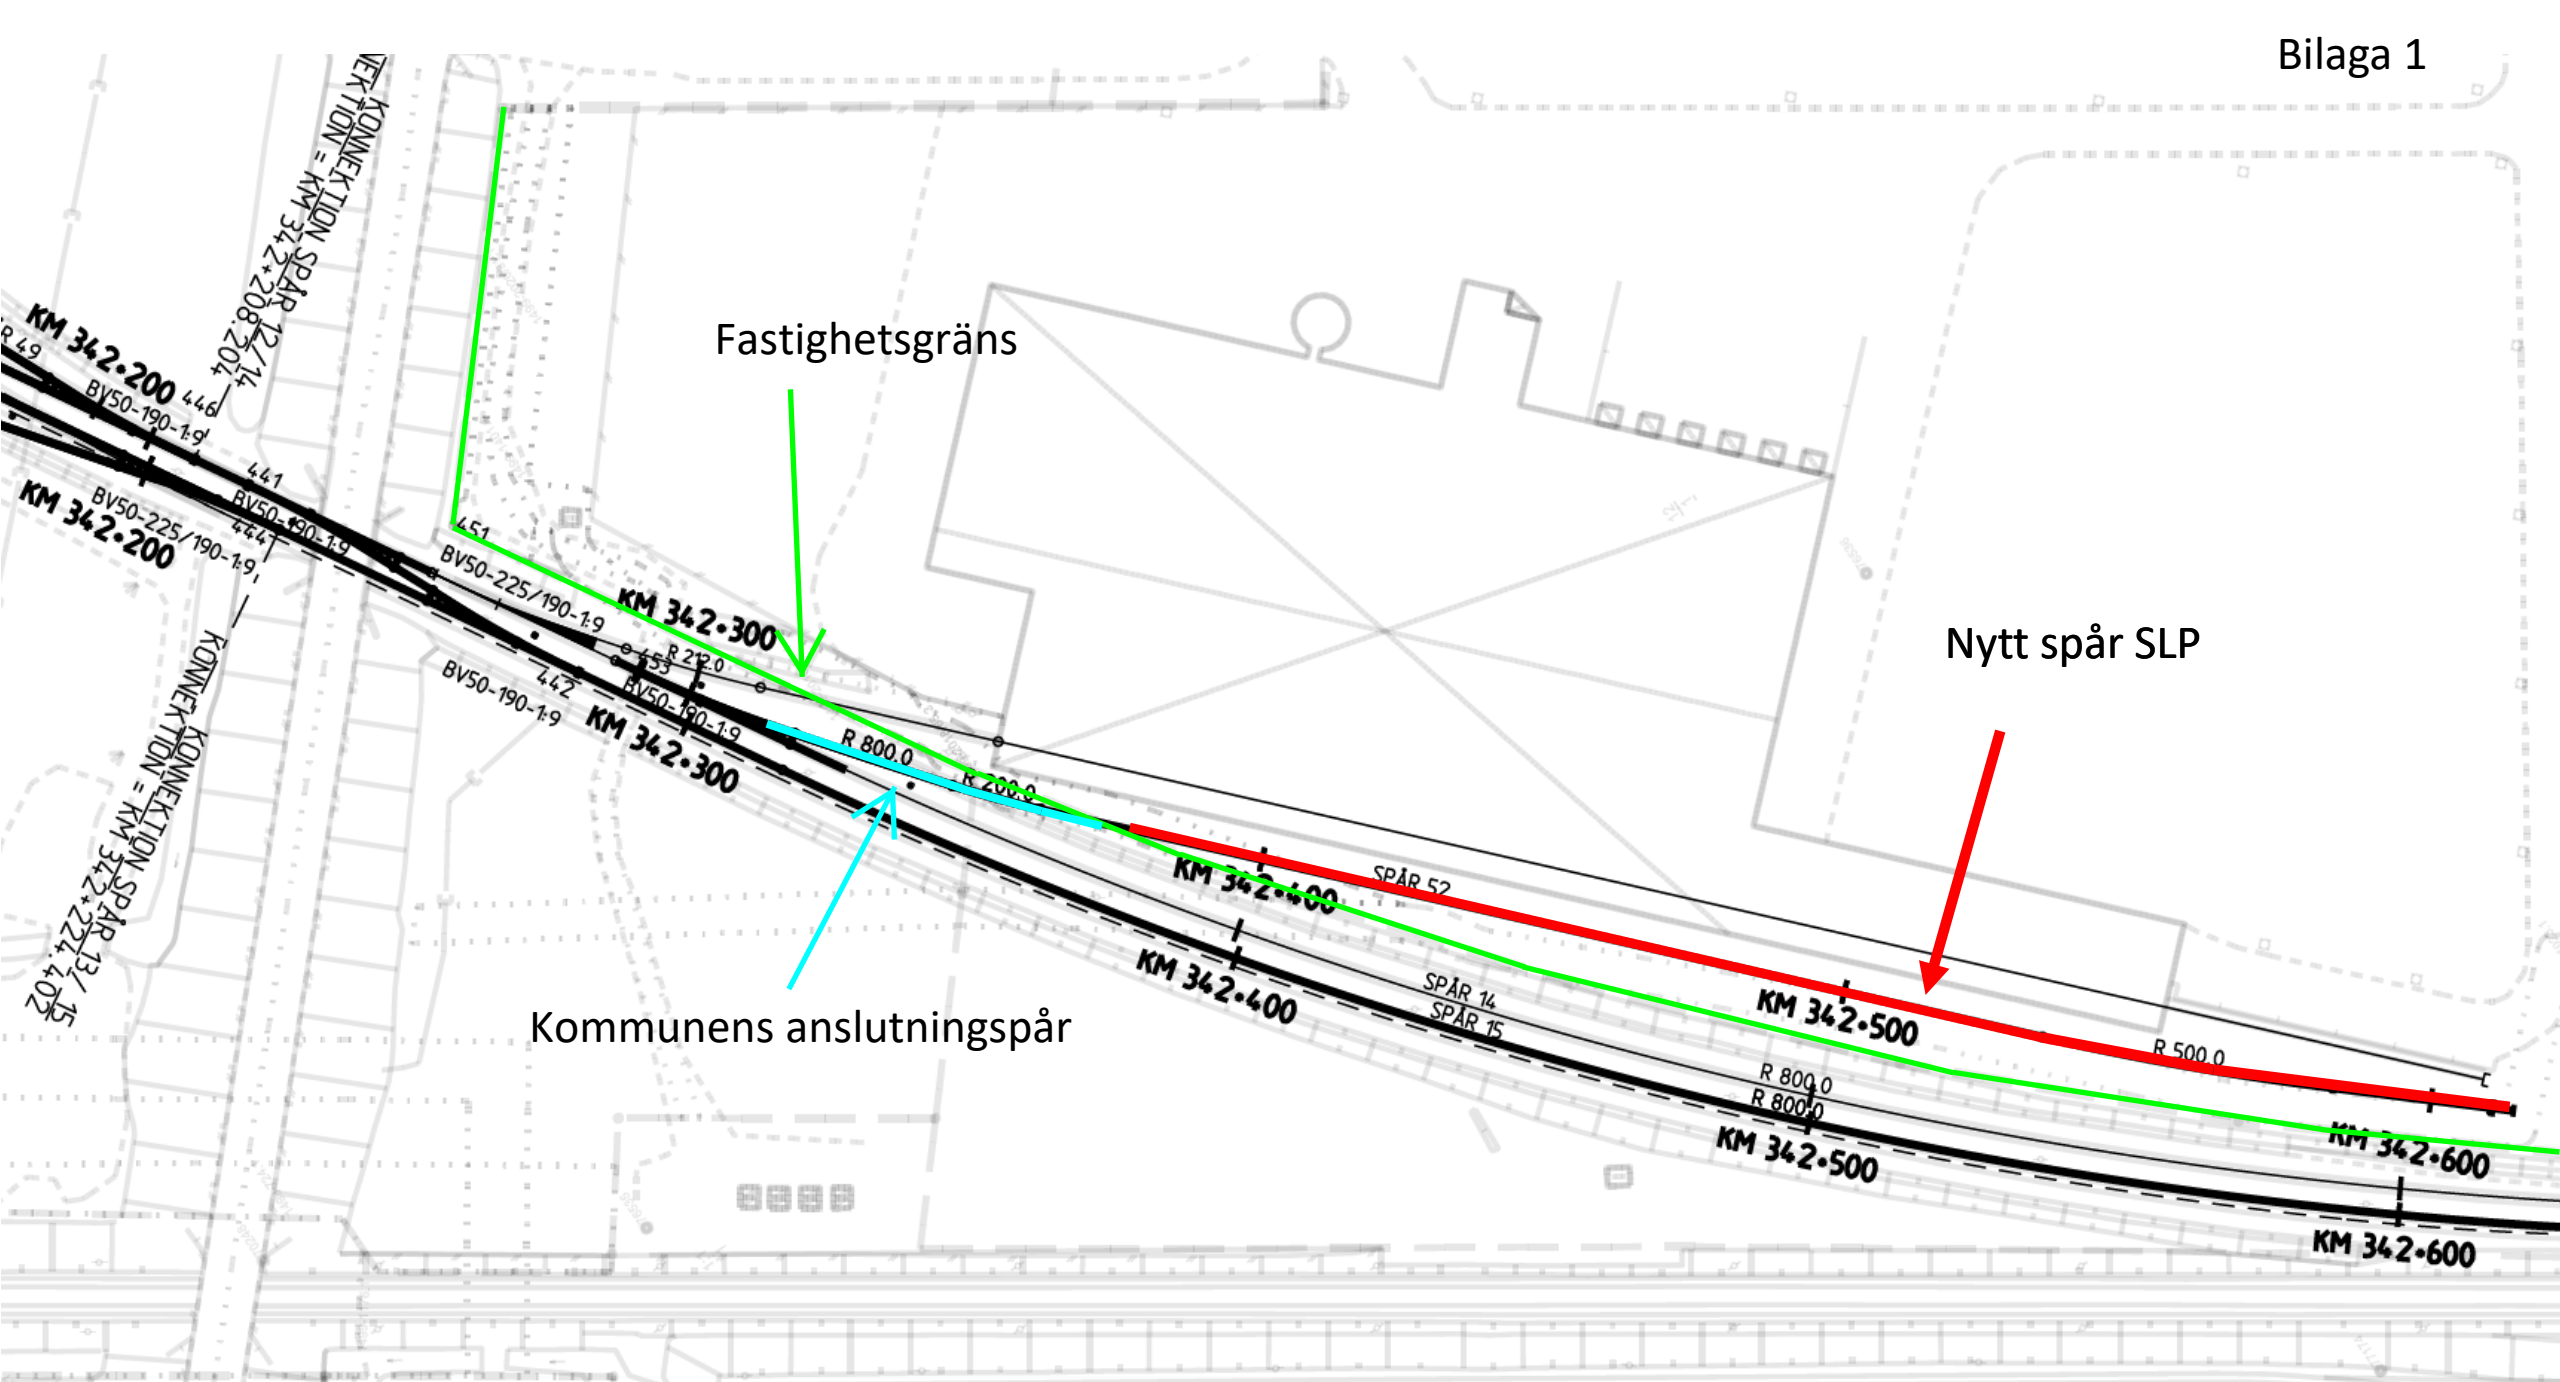 Bilaga 1
KONNEKTION SPÅR 12/14
NEKTION = KM 342+208.204
Fastighetsgräns
KM 342+200
R 49
BV50-190-1:9
446
441
BV50-190-1:9
444
BV50-225/190-1:9
KM 342+200
451
BV50-225/190-1:9
KM 342+300
453
R 212.0
BV50-190-1:9
442
BV50-190-1:9
KM 342+300
R 800.0
R 200.0
Nytt spår SLP
KONNEKTION SPÅR 13/15
KONNEKTION = KM 342+224.402
Kommunens anslutningspår
KM 342+400
SPÅR 52
KM 342+400
SPÅR 14
SPÅR 15
KM 342+500
R 500.0
R 800.0
R 800.0
KM 342+500
KM 342+600
KM 342+600